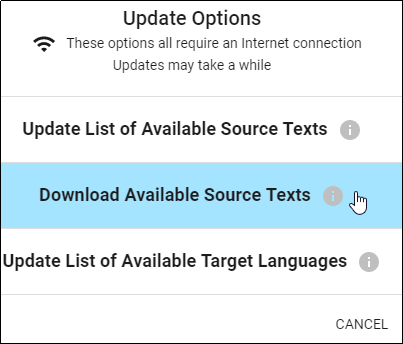 Update Options
These options all require an Internet connection
Updates may take a while
Update List of Available Source Texts
Download Available Source Texts
Update List of Available Target Languages
CANCEL